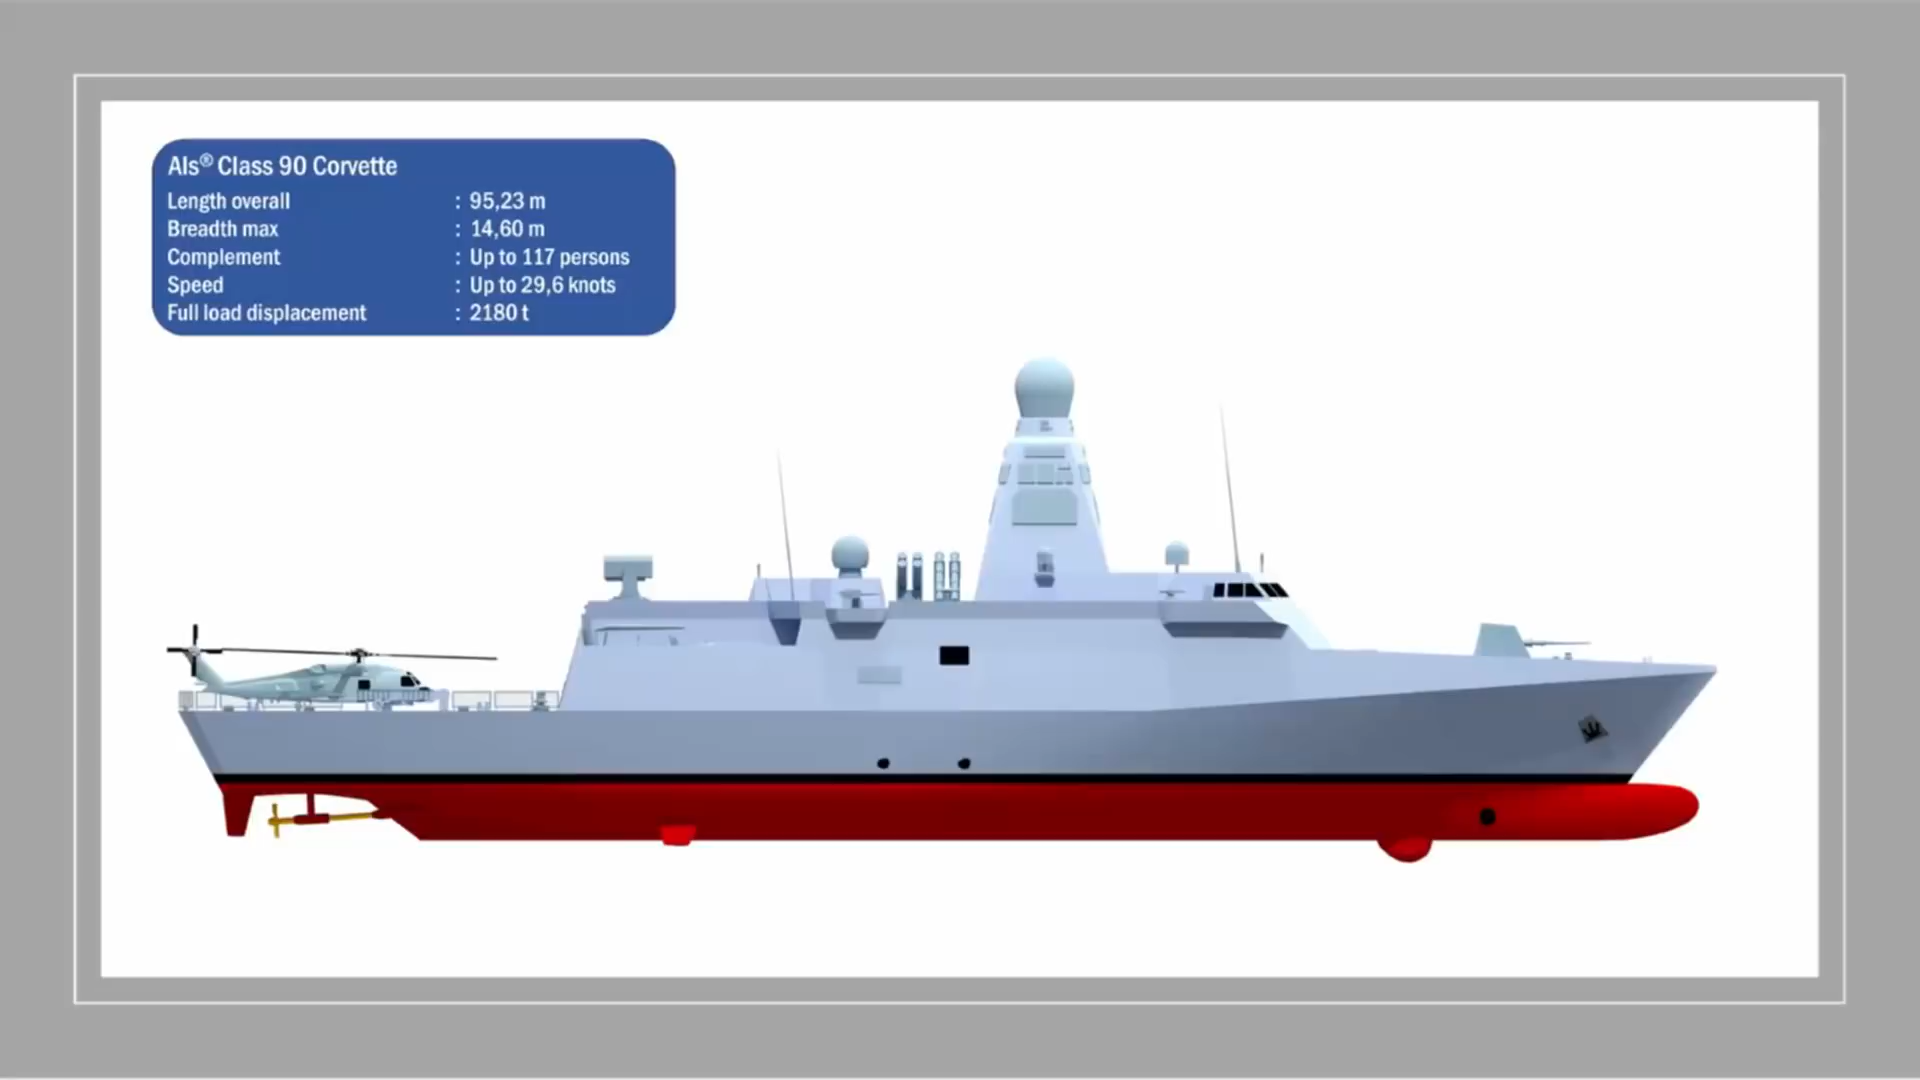 Als® Class 90 Corvette
Length overall : 95,23 m
Breadth max : 14,60 m
Complement : Up to 117 persons
Speed : Up to 29,6 knots
Full load displacement : 2180 t